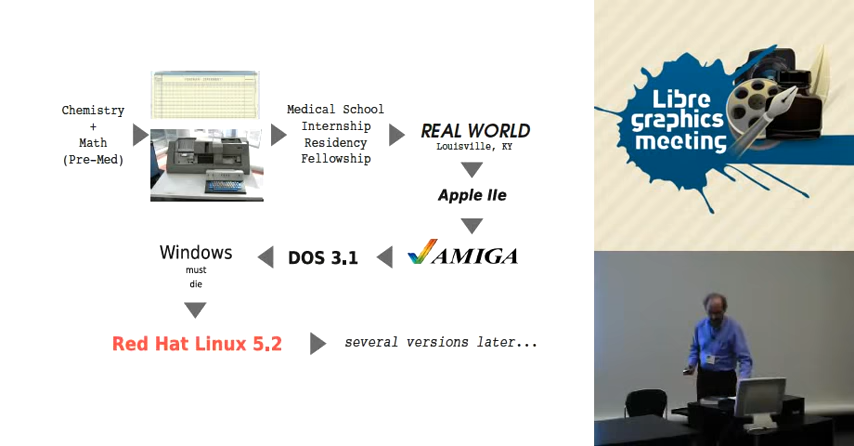 Chemistry
+
Math
(Pre-Med)
Medical School
Internship
Residency
Fellowship
REAL WORLD
Louisville, KY
Apple IIe
AMIGA
DOS 3.1
Windows
must
die
Red Hat Linux 5.2
several versions later...
Libre
graphics
meeting